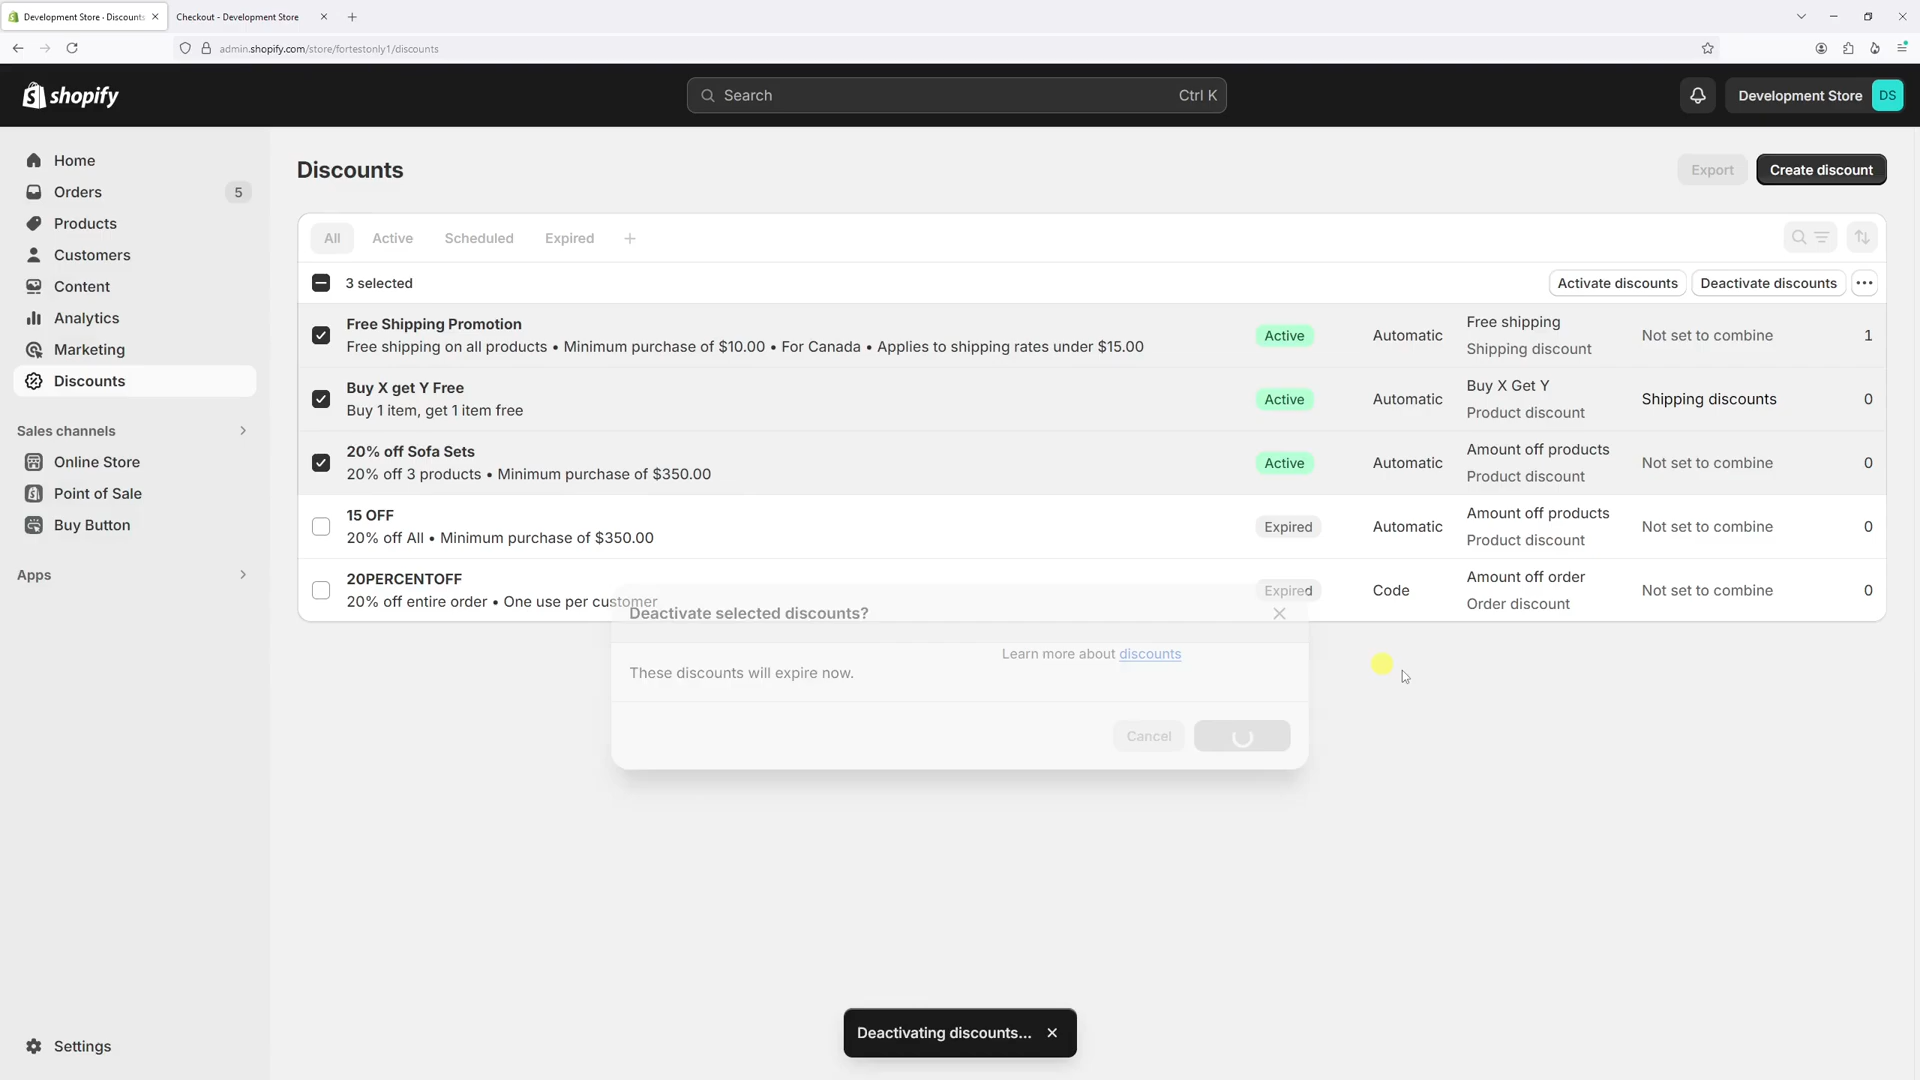 Development Store · Discounts
Checkout - Development Store
admin.shopify.com/store/fortestonly1/discounts
shopify
Search
Ctrl K
Development Store
DS
Home
Orders
5
Products
Customers
Content
Analytics
Marketing
Discounts
Sales channels
Online Store
Point of Sale
Buy Button
Apps
Settings
Discounts
Export
Create discount
All
Active
Scheduled
Expired
3 selected
Activate discounts
Deactivate discounts
Free Shipping Promotion
Free shipping on all products • Minimum purchase of $10.00 • For Canada • Applies to shipping rates under $15.00
Active
Automatic
Free shipping
Shipping discount
Not set to combine
1
Buy X get Y Free
Buy 1 item, get 1 item free
Active
Automatic
Buy X Get Y
Product discount
Shipping discounts
0
20% off Sofa Sets
20% off 3 products • Minimum purchase of $350.00
Active
Automatic
Amount off products
Product discount
Not set to combine
0
15 OFF
20% off All • Minimum purchase of $350.00
Expired
Automatic
Amount off products
Product discount
Not set to combine
0
20PERCENTOFF
20% off entire order • One use per customer
Expired
Code
Amount off order
Order discount
Not set to combine
0
Deactivate selected discounts?
Learn more about discounts
These discounts will expire now.
Cancel
Deactivating discounts...